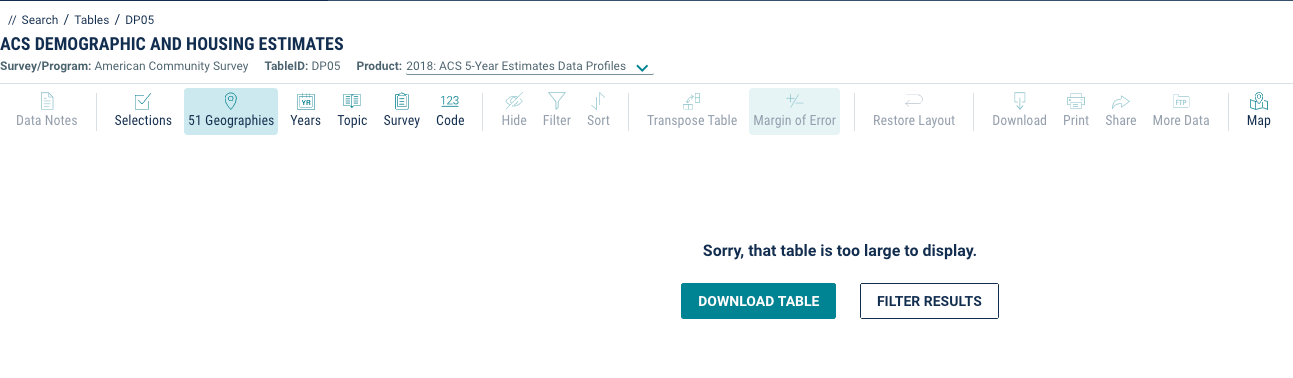 // Search / Tables / DP05
ACS DEMOGRAPHIC AND HOUSING ESTIMATES
Survey/Program: American Community Survey TableID: DP05 Product: 2018: ACS 5-Year Estimates Data Profiles
YR 123 +/- FTP
Data Notes Selections 51 Geographies Years Topic Survey Code Hide Filter Sort Transpose Table Margin of Error Restore Layout Download Print Share More Data Map
Sorry, that table is too large to display.
DOWNLOAD TABLE FILTER RESULTS